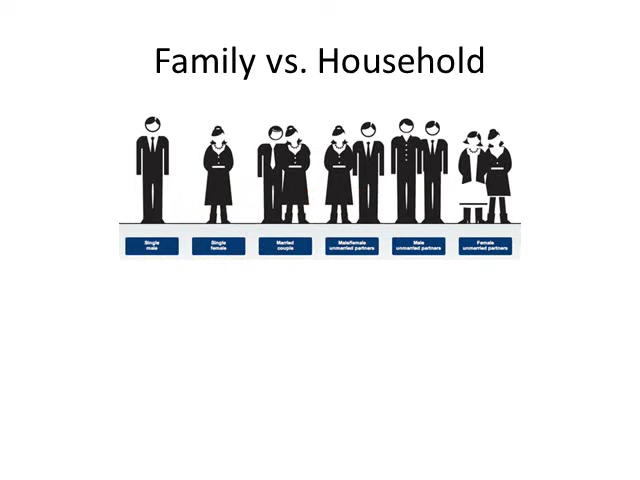 Family vs. Household
Single
male
Single
female
Married
couple
Male/female
unmarried partners
Male
unmarried partners
Female
unmarried partners